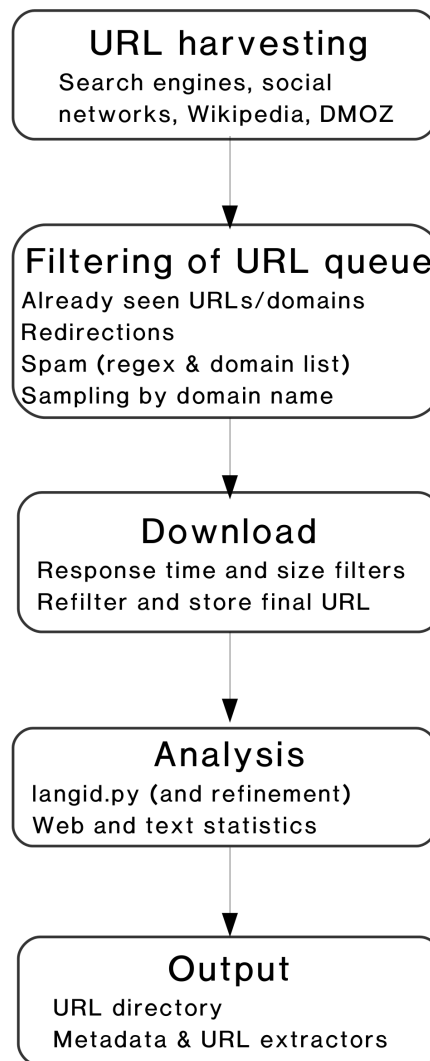 URL harvesting
Search engines, social
networks, Wikipedia, DMOZ
Filtering of URL queue
Already seen URLs/domains
Redirections
Spam (regex & domain list)
Sampling by domain name
Download
Response time and size filters
Refilter and store final URL
Analysis
langid.py (and refinement)
Web and text statistics
Output
URL directory
Metadata & URL extractors